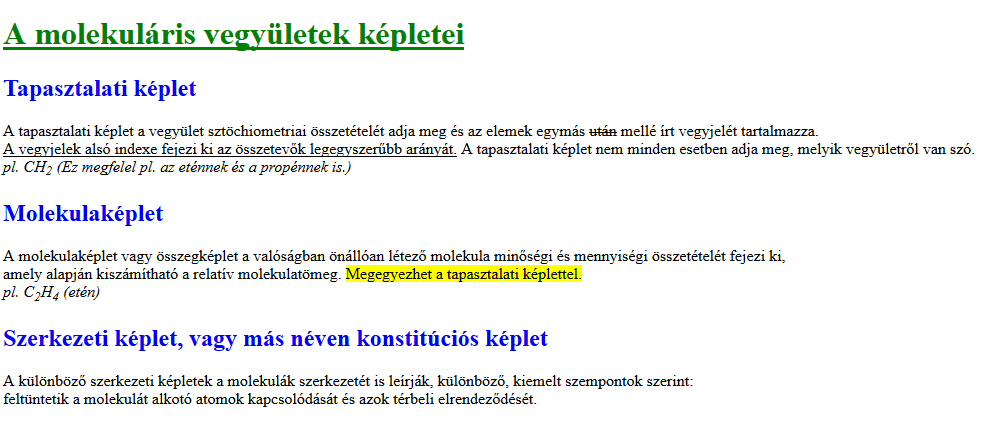 A molekuláris vegyületek képletei
Tapasztalati képlet
A tapasztalati képlet a vegyület sztöchiometriai összetételét adja meg és az elemek egymás után mellé írt vegyjelét tartalmazza.
A vegyjelek alsó indexe fejezi ki az összetevők legegyszerűbb arányát. A tapasztalati képlet nem minden esetben adja meg, melyik vegyületről van szó.
pl. CH₂ (Ez megfelel pl. az eténnek és a propénnek is.)
Molekulaképlet
A molekulaképlet vagy összegképlet a valóságban önállóan létező molekula minőségi és mennyiségi összetételét fejezi ki,
amely alapján kiszámítható a relatív molekulatömeg. Megegyezhet a tapasztalati képlettel.
pl. C₂H₄ (etén)
Szerkezeti képlet, vagy más néven konstitúciós képlet
A különböző szerkezeti képletek a molekulák szerkezetét is leírják, különböző, kiemelt szempontok szerint:
feltüntetik a molekulát alkotó atomok kapcsolódását és azok térbeli elrendeződését.